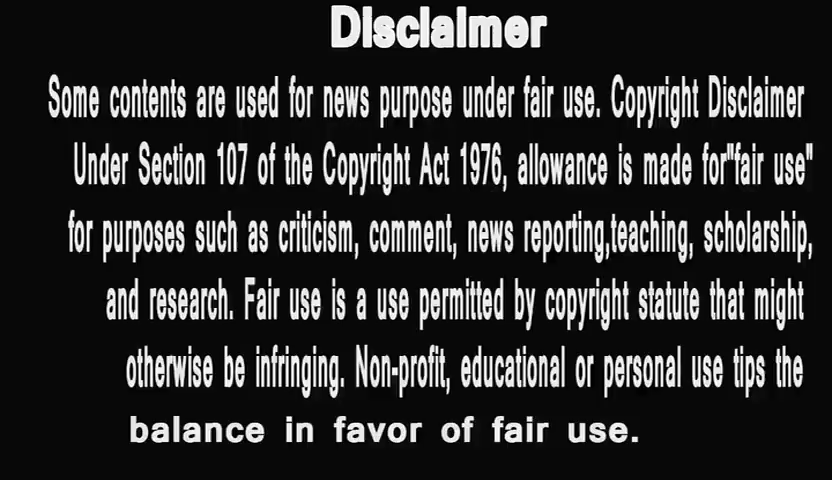 Disclaimer
Some contents are used for news purpose under fair use. Copyright Disclaimer
Under Section 107 of the Copyright Act 1976, allowance is made for"fair use"
for purposes such as criticism, comment, news reporting,teaching, scholarship,
and research. Fair use is a use permitted by copyright statute that might
otherwise be infringing. Non-profit, educational or personal use tips the
balance in favor of fair use.